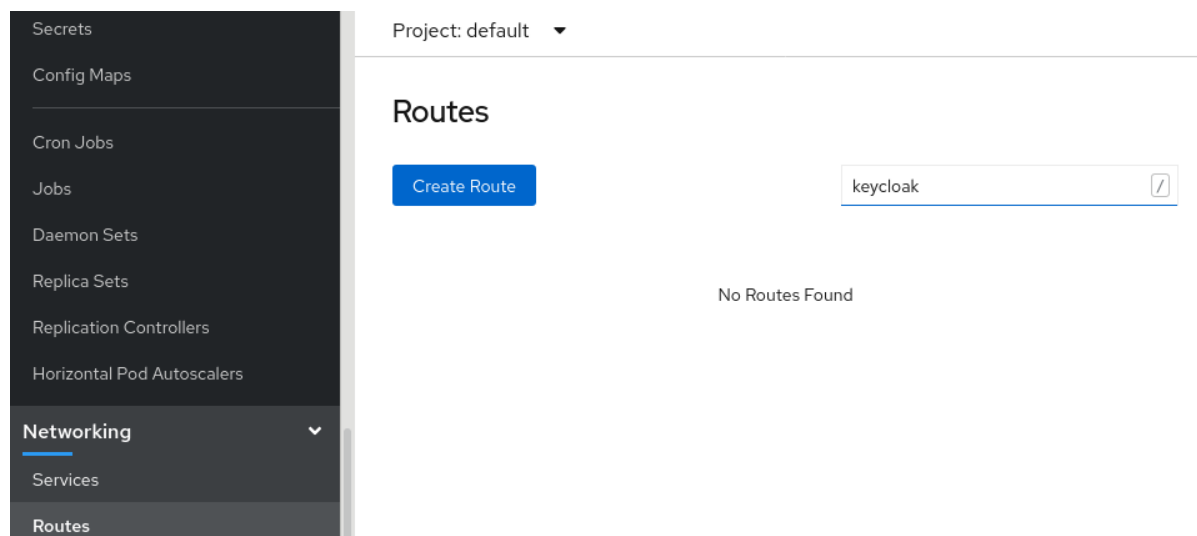 Secrets
Config Maps
Cron Jobs
Jobs
Daemon Sets
Replica Sets
Replication Controllers
Horizontal Pod Autoscalers
Networking
Services
Routes
Project: default
Routes
Create Route
keycloak
/
No Routes Found